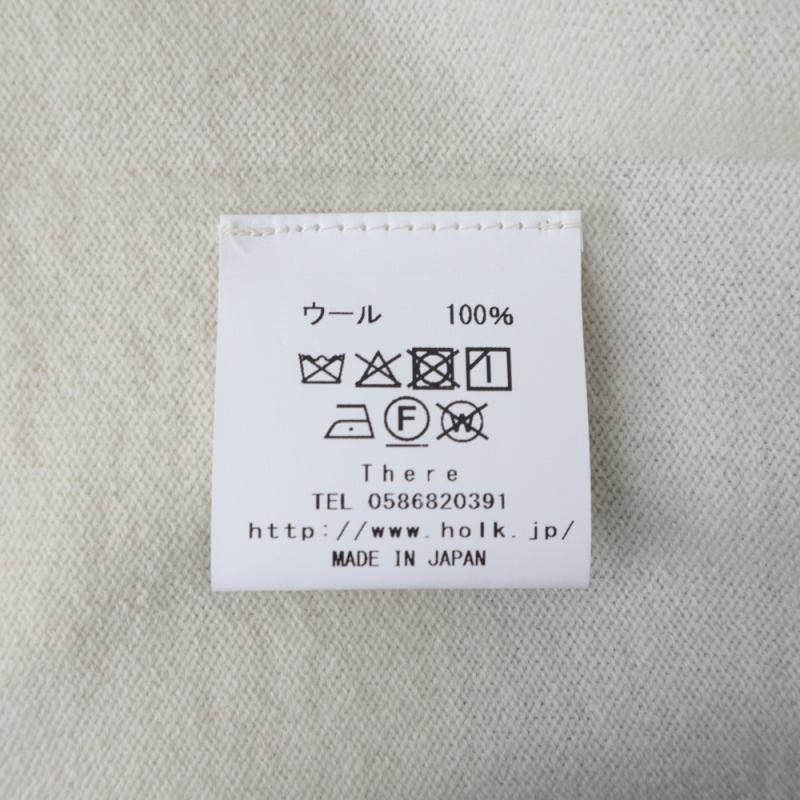 ウール 100%
F
W
There
TEL 0586820391
http://www.holk.jp/
MADE IN JAPAN